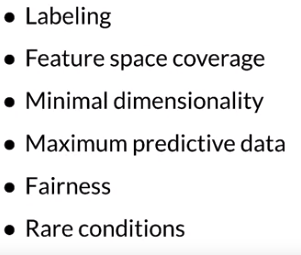 • Labeling
• Feature space coverage
• Minimal dimensionality
• Maximum predictive data
• Fairness
• Rare conditions